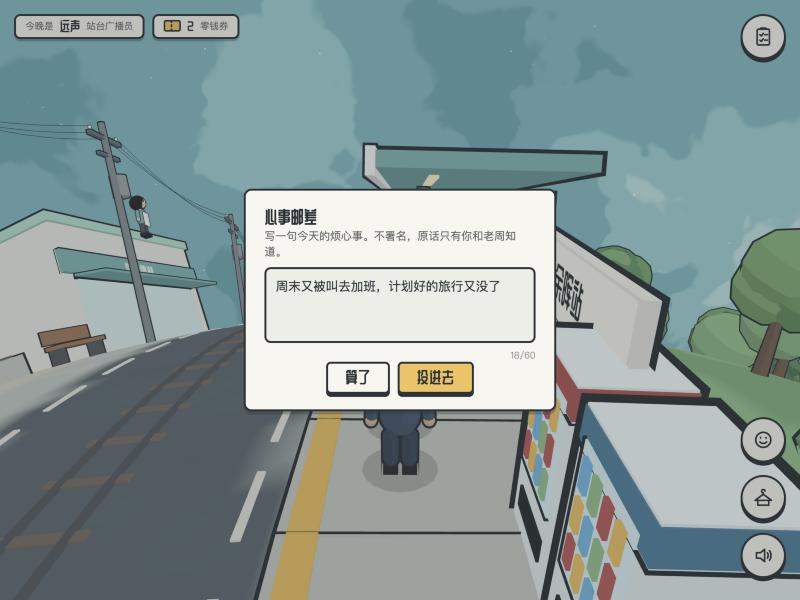 今晚是 远声 站台广播员
2 零钱券
心事邮差
写一句今天的烦心事。不署名，原话只有你和老周知
道。
周末又被叫去加班，计划好的旅行又没了
18/60
算了
投进去
余晖站